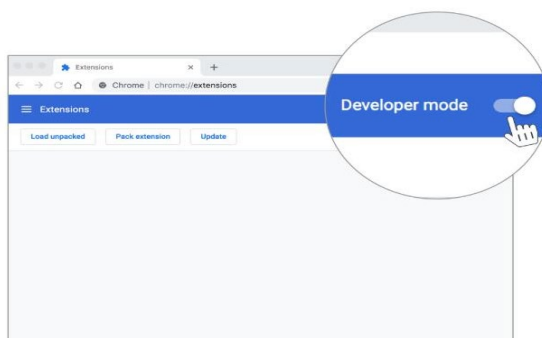 Extensions
Chrome | chrome://extensions
Extensions
Developer mode
Load unpacked Pack extension Update